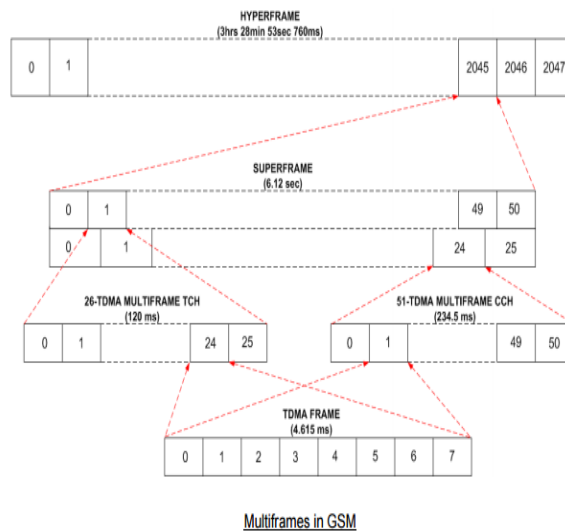 HYPERFRAME
(3hrs 28min 53sec 760ms)
0 1 2045 2046 2047
SUPERFRAME
(6.12 sec)
0 1 49 50
0 1 24 25
26-TDMA MULTIFRAME TCH
(120 ms)
51-TDMA MULTIFRAME CCH
(234.5 ms)
0 1 24 25
0 1 49 50
TDMA FRAME
(4.615 ms)
0 1 2 3 4 5 6 7
Multiframes in GSM